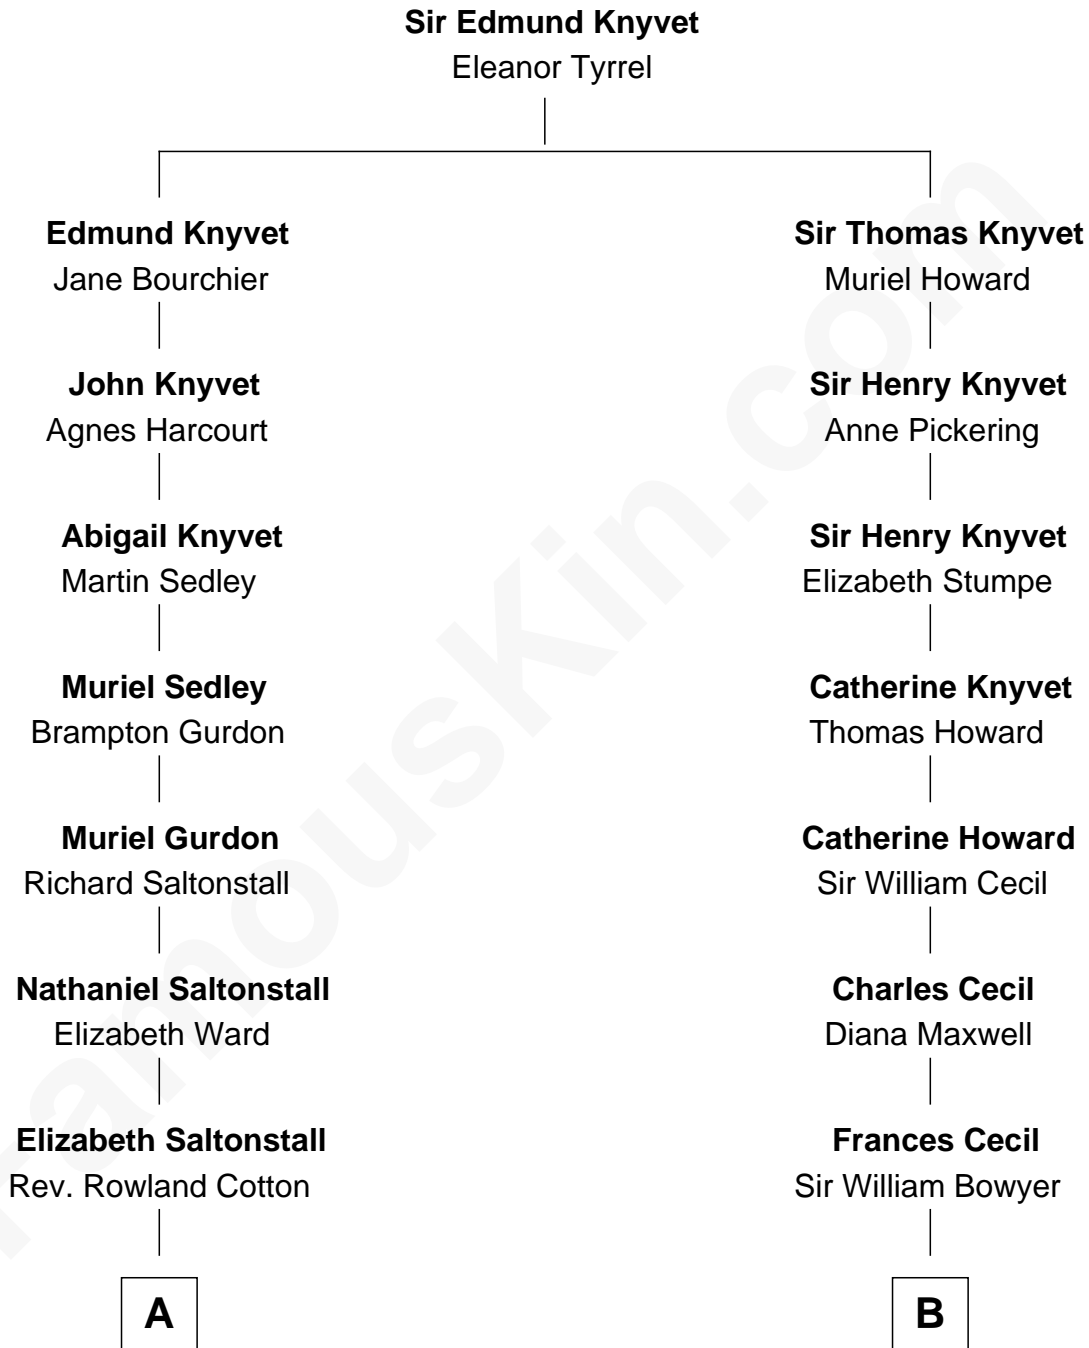 Sir Edmund Knyvet
Eleanor Tyrrel
Edmund Knyvet
Jane Bourchier
Sir Thomas Knyvet
Muriel Howard
John Knyvet
Agnes Harcourt
Sir Henry Knyvet
Anne Pickering
Abigail Knyvet
Martin Sedley
Sir Henry Knyvet
Elizabeth Stumpe
Muriel Sedley
Brampton Gurdon
Catherine Knyvet
Thomas Howard
Muriel Gurdon
Richard Saltonstall
Catherine Howard
Sir William Cecil
Nathaniel Saltonstall
Elizabeth Ward
Charles Cecil
Diana Maxwell
Elizabeth Saltonstall
Rev. Rowland Cotton
Frances Cecil
Sir William Bowyer
A
B
FamousKin.com